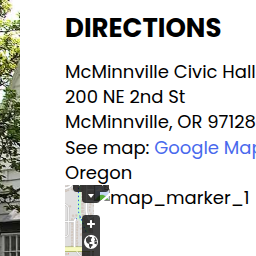 DIRECTIONS
McMinnville Civic Hall
200 NE 2nd St
McMinnville, OR 97128
See map: Google Map
Oregon
map_marker_1